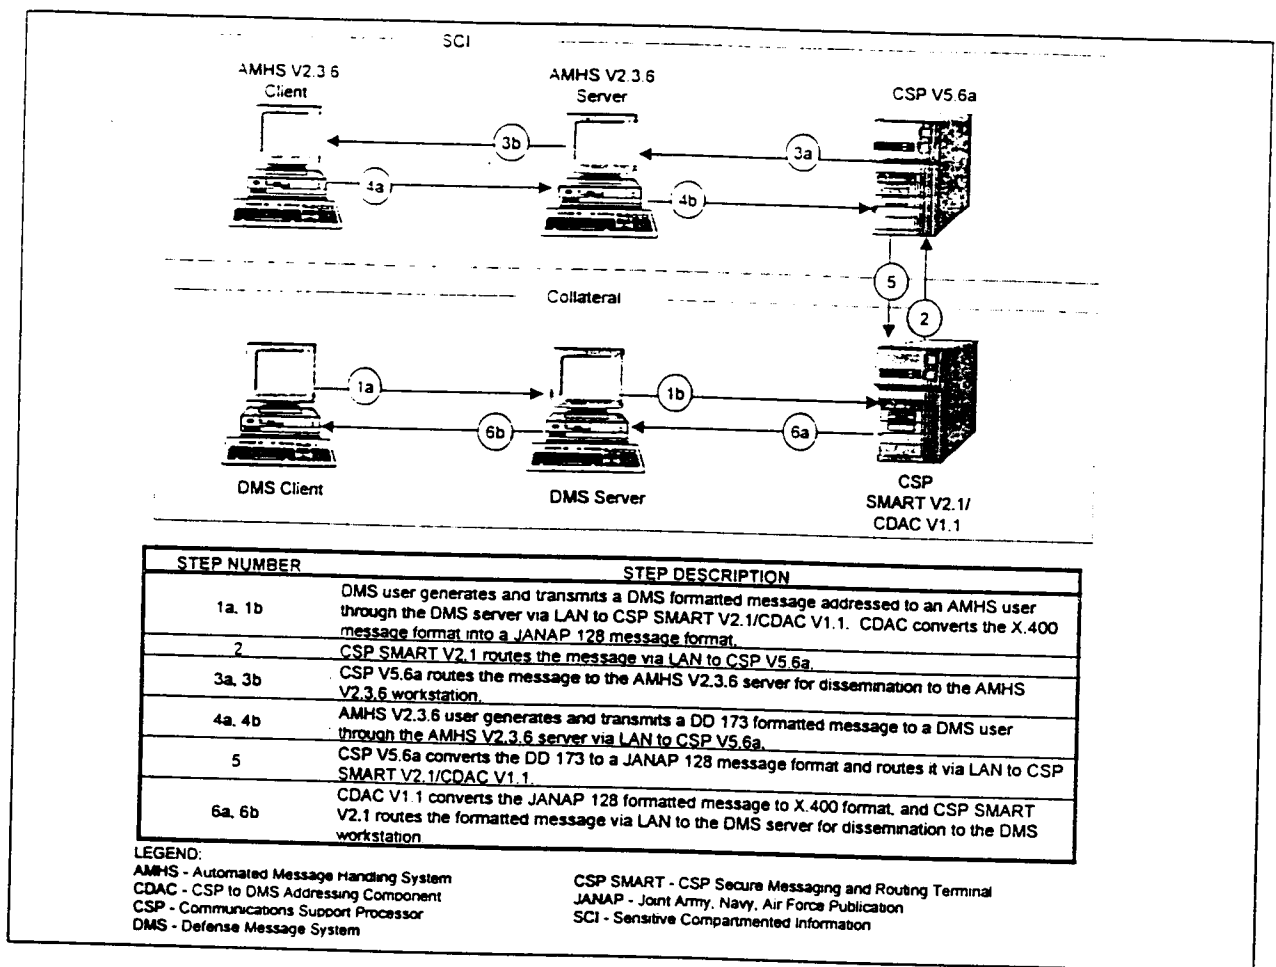 SCI
AMHS V2.3.6
Client
AMHS V2.3.6
Server
CSP V5.6a
3b
3a
4a
4b
5
Collateral
2
1a
1b
6b
6a
DMS Client
DMS Server
CSP
SMART V2.1/
CDAC V1.1
STEP NUMBER
STEP DESCRIPTION
1a, 1b
DMS user generates and transmits a DMS formatted message addressed to an AMHS user
through the DMS server via LAN to CSP SMART V2.1/CDAC V1.1. CDAC converts the X.400
message format into a JANAP 128 message format.
2
CSP SMART V2.1 routes the message via LAN to CSP V5.6a.
3a, 3b
CSP V5.6a routes the message to the AMHS V2.3.6 server for dissemination to the AMHS
V2.3.6 workstation.
4a, 4b
AMHS V2.3.6 user generates and transmits a DD 173 formatted message to a DMS user
through the AMHS V2.3.6 server via LAN to CSP V5.6a.
5
CSP V5.6a converts the DD 173 to a JANAP 128 message format and routes it via LAN to CSP
SMART V2.1/CDAC V1.1.
6a, 6b
CDAC V1.1 converts the JANAP 128 formatted message to X.400 format, and CSP SMART
V2.1 routes the formatted message via LAN to the DMS server for dissemination to the DMS
workstation
LEGEND:
AMHS - Automated Message Handling System
CDAC - CSP to DMS Addressing Component
CSP - Communications Support Processor
DMS - Defense Message System
CSP SMART - CSP Secure Messaging and Routing Terminal
JANAP - Joint Army, Navy, Air Force Publication
SCI - Sensitive Compartmented Information